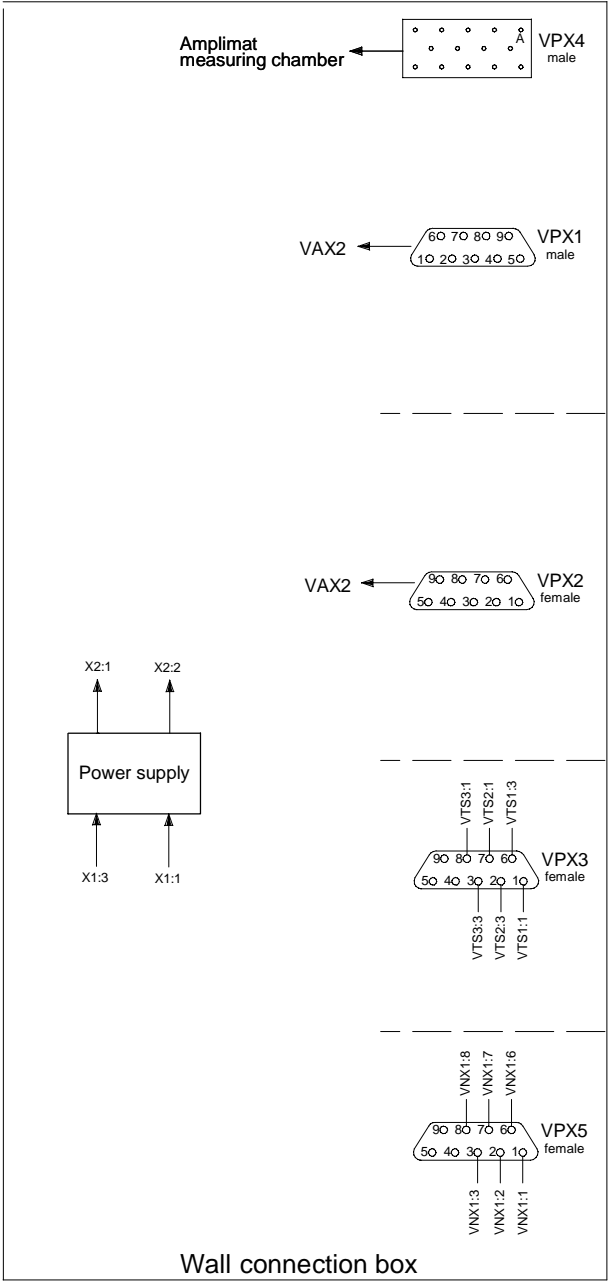 Amplimat
measuring chamber
A
VPX4
male
6 7 8 9
1 2 3 4 5
VPX1
male
VAX2
9 8 7 6
5 4 3 2 1
VPX2
female
VAX2
X2:1 X2:2
Power supply
X1:3 X1:1
VTS3:1
VTS2:1
VTS1:3
9 8 7 6
5 4 3 2 1
VPX3
female
VTS3:3
VTS2:3
VTS1:1
VNX1:8
VNX1:7
VNX1:6
9 8 7 6
5 4 3 2 1
VPX5
female
VNX1:3
VNX1:2
VNX1:1
Wall connection box